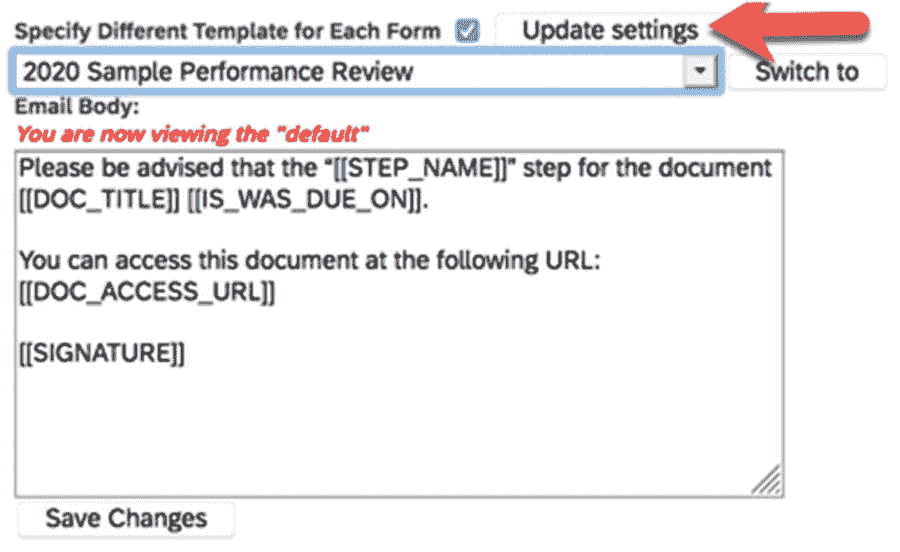 Specify Different Template for Each Form Update settings
2020 Sample Performance Review Switch to
Email Body:
You are now viewing the "default"
Please be advised that the “[[STEP_NAME]]" step for the document
[[DOC_TITLE]] [[IS_WAS_DUE_ON]].
You can access this document at the following URL:
[[DOC_ACCESS_URL]]
[[SIGNATURE]]
Save Changes